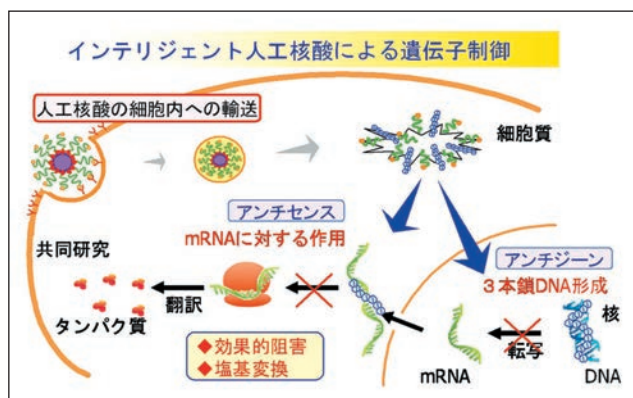 インテリジェント人工核酸による遺伝子制御
人工核酸の細胞内への輸送
細胞質
アンチセンス
mRNAに対する作用
共同研究
アンチジーン
3本鎖DNA形成
翻訳
タンパク質
核
転写
◆効果的阻害
◆塩基変換
mRNA
DNA